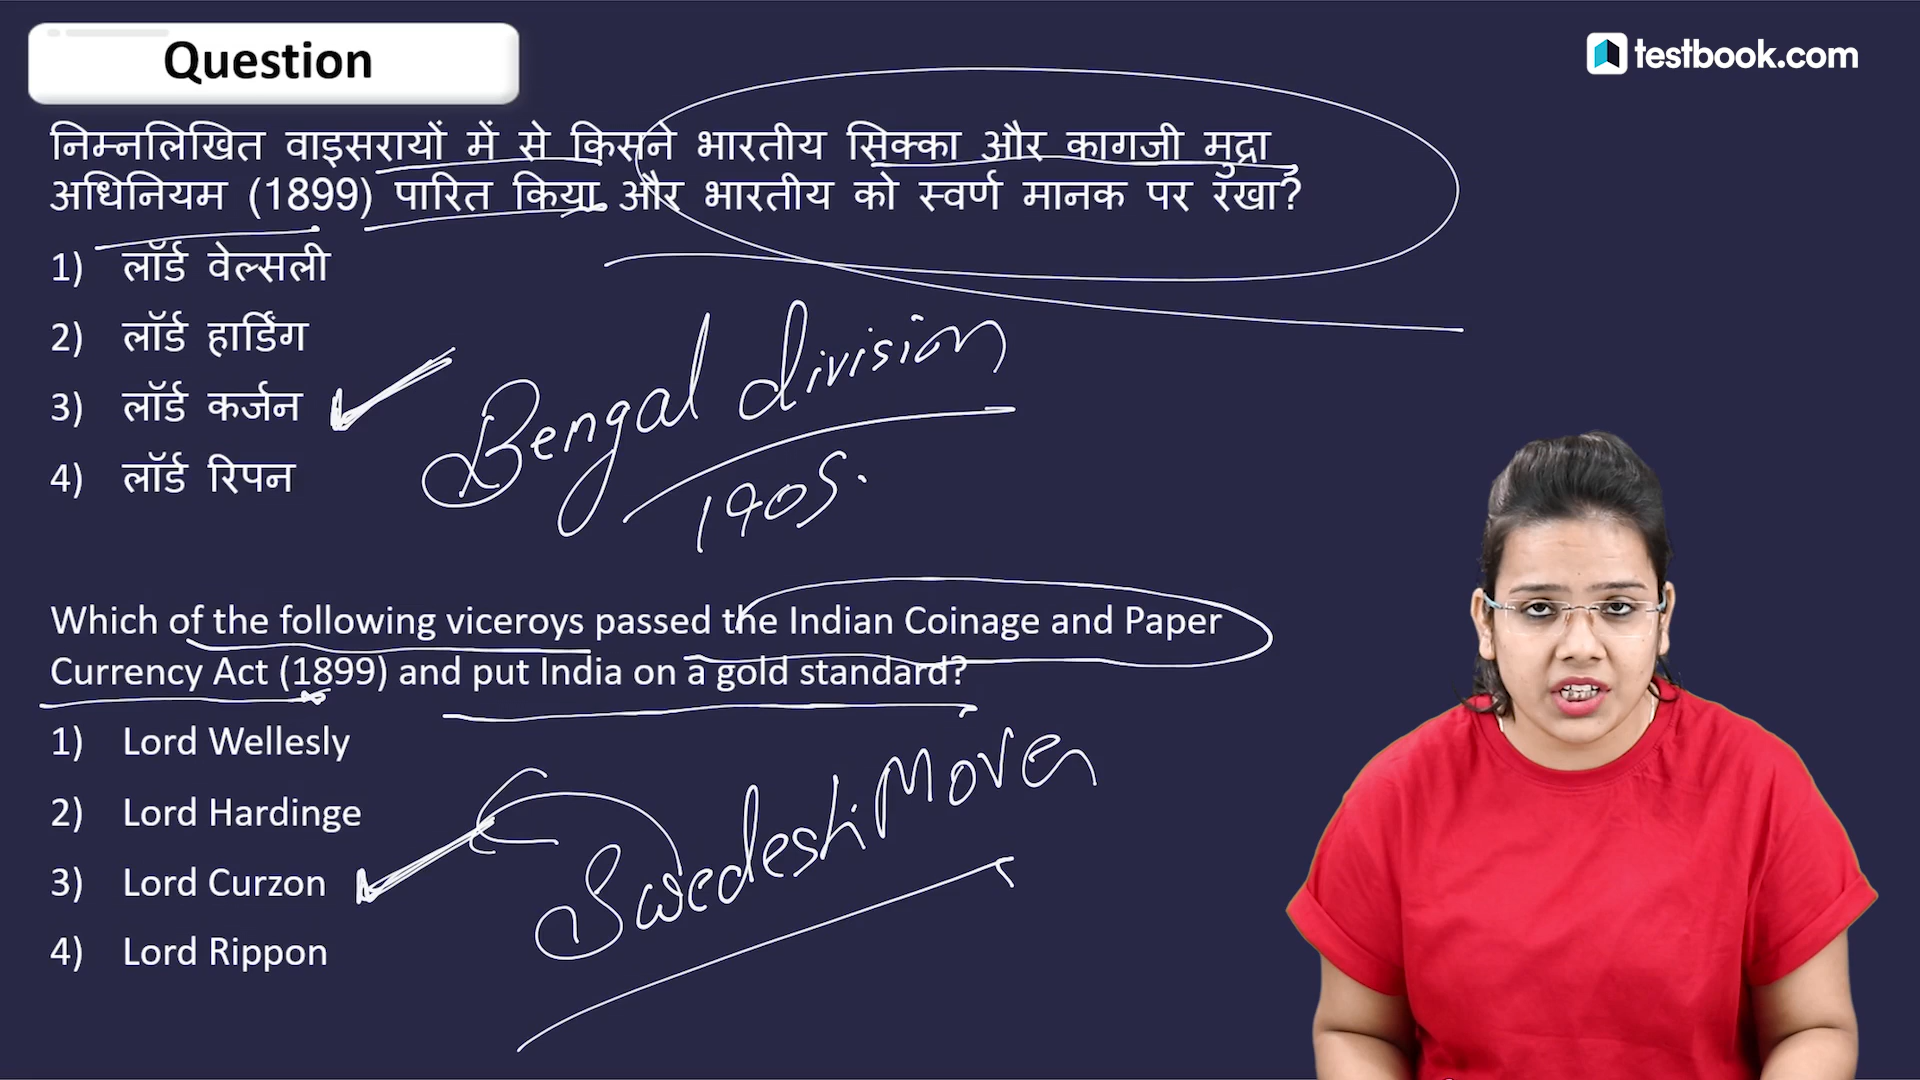 Question
testbook.com
निम्नलिखित वाइसरायों में से किसने भारतीय सिक्का और कागजी मुद्रा
अधिनियम (1899) पारित किया और भारतीय को स्वर्ण मानक पर रखा?
1) लॉर्ड वेल्सली
2) लॉर्ड हार्डिंग
3) लॉर्ड कर्जन
4) लॉर्ड रिपन
Bengal division
1905.
Which of the following viceroys passed the Indian Coinage and Paper
Currency Act (1899) and put India on a gold standard?
1) Lord Wellesly
2) Lord Hardinge
3) Lord Curzon
4) Lord Rippon
Swedeshi